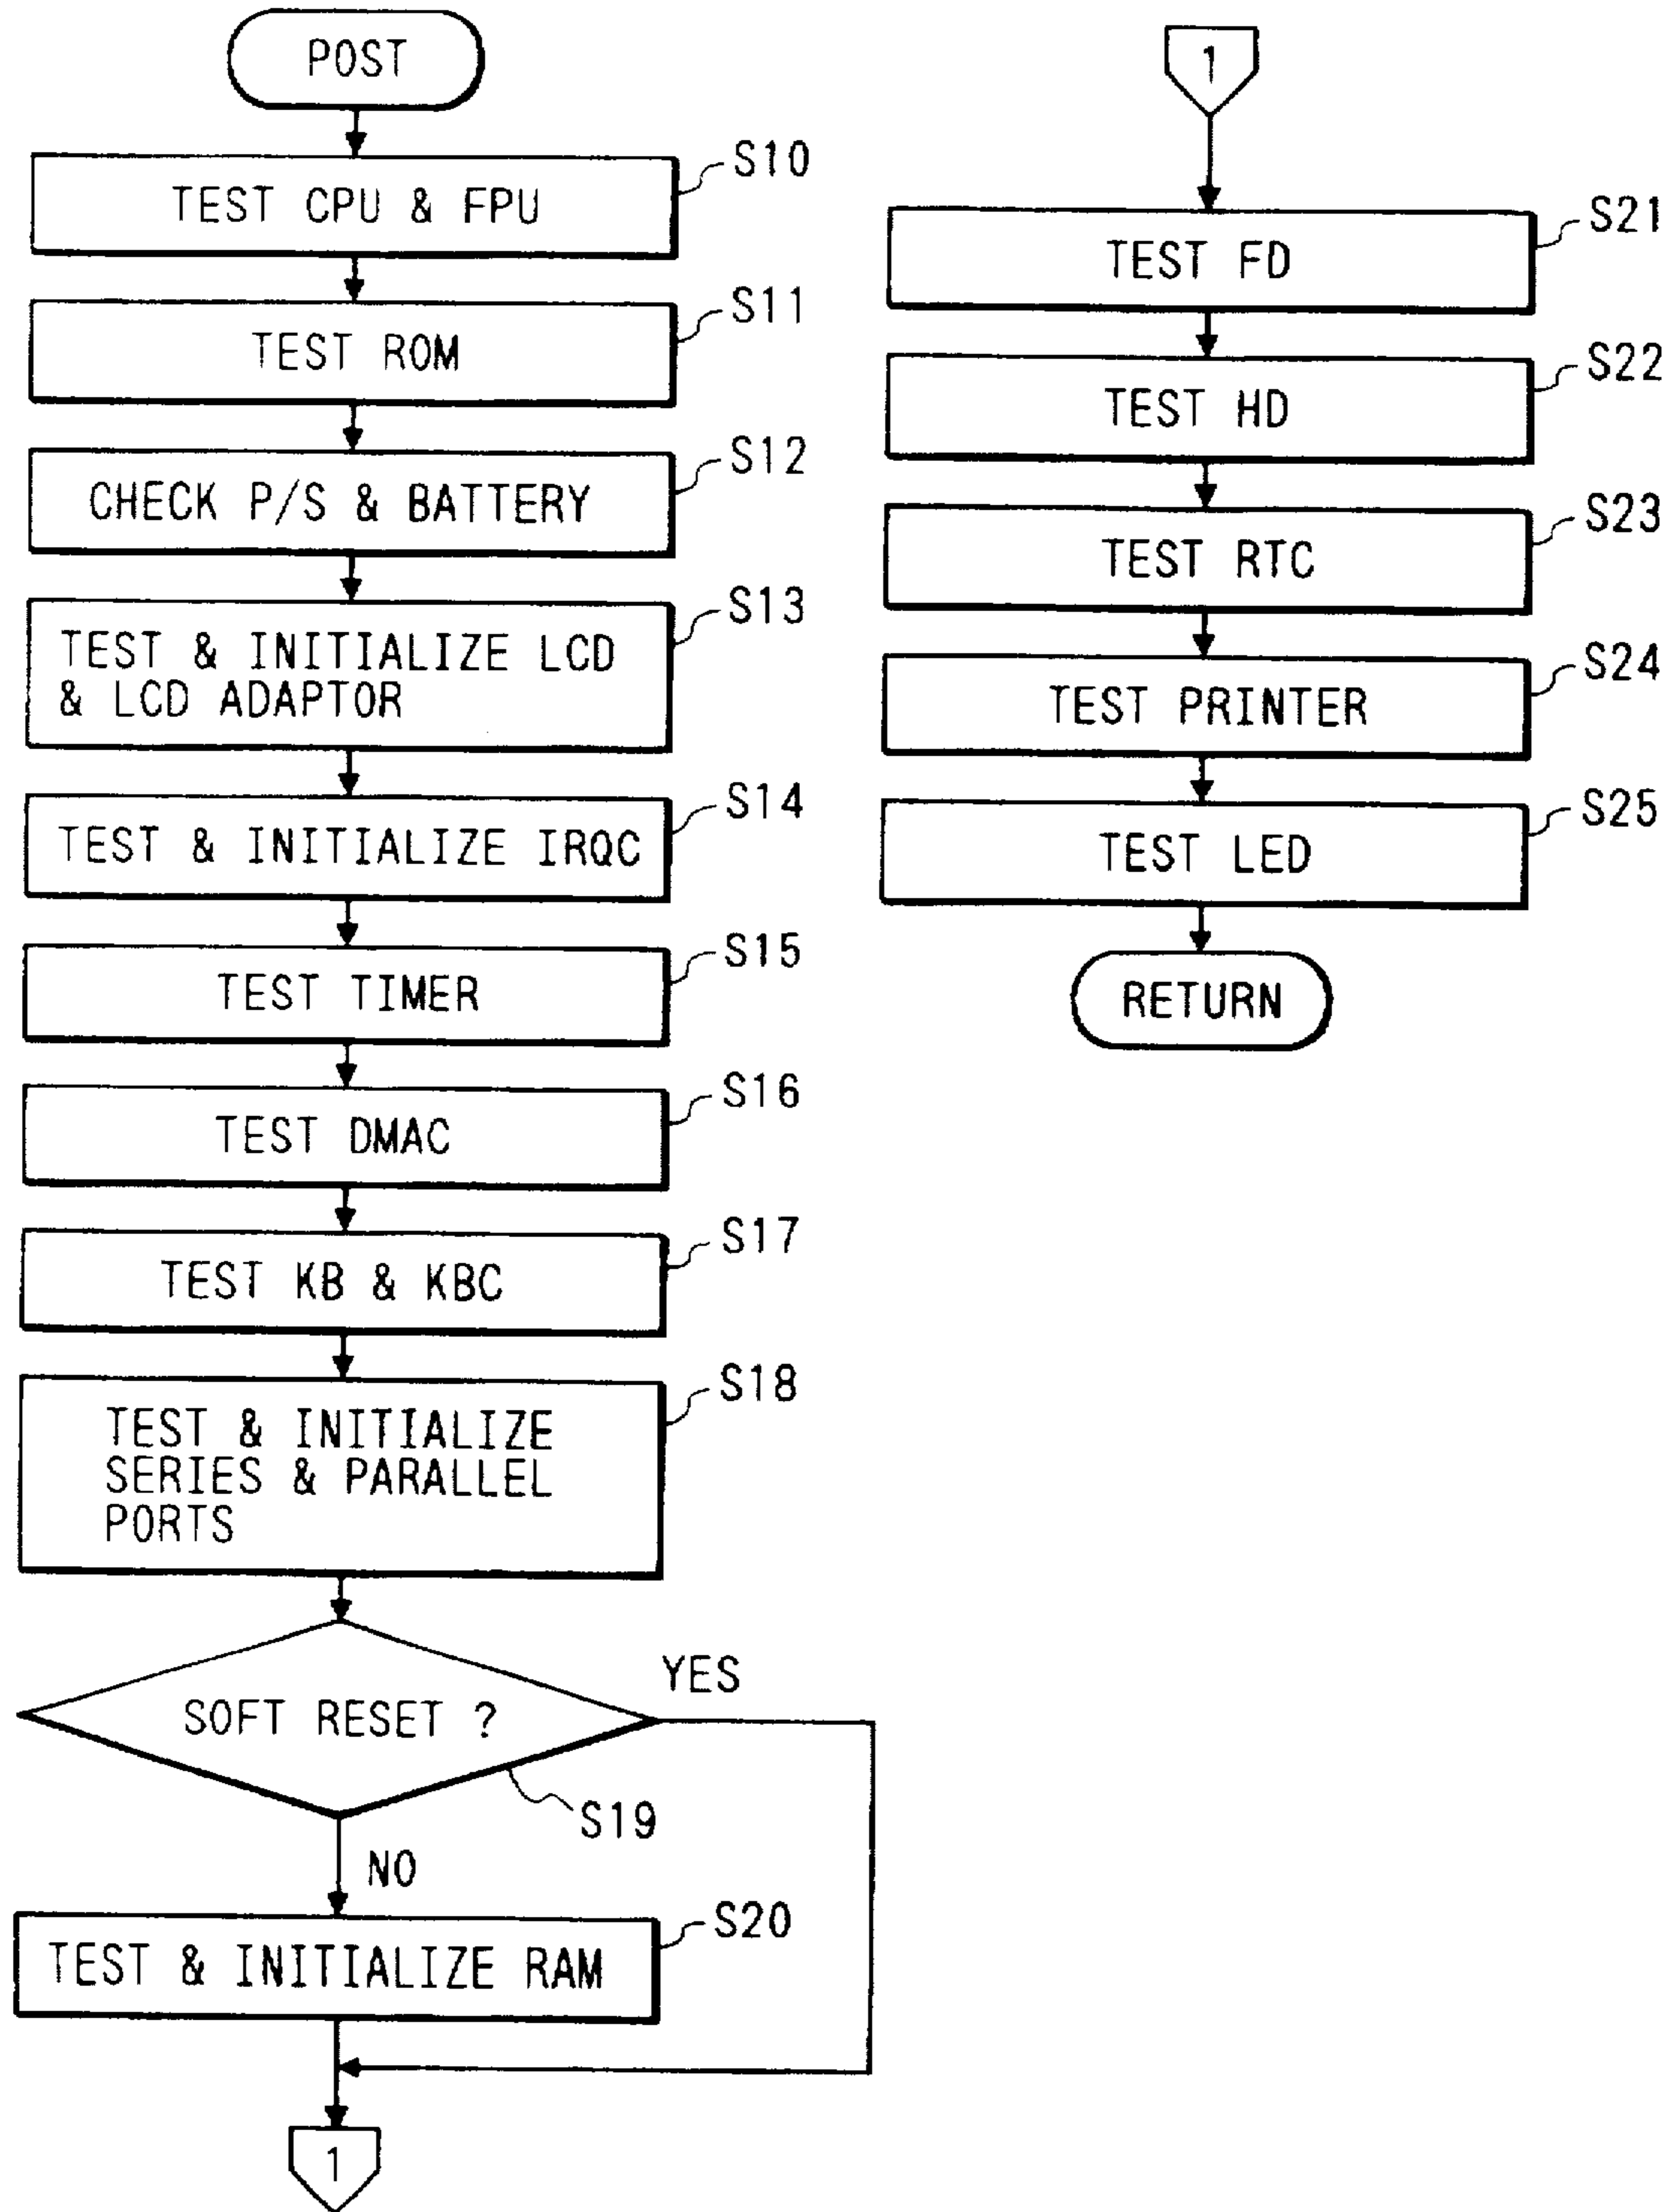 POST
TEST CPU & FPU
S10
TEST ROM
S11
CHECK P/S & BATTERY
S12
TEST & INITIALIZE LCD
& LCD ADAPTOR
S13
TEST & INITIALIZE IRQC
S14
TEST TIMER
S15
TEST DMAC
S16
TEST KB & KBC
S17
TEST & INITIALIZE
SERIES & PARALLEL
PORTS
S18
SOFT RESET ?
YES
S19
NO
TEST & INITIALIZE RAM
S20
1
1
TEST FD
S21
TEST HD
S22
TEST RTC
S23
TEST PRINTER
S24
TEST LED
S25
RETURN